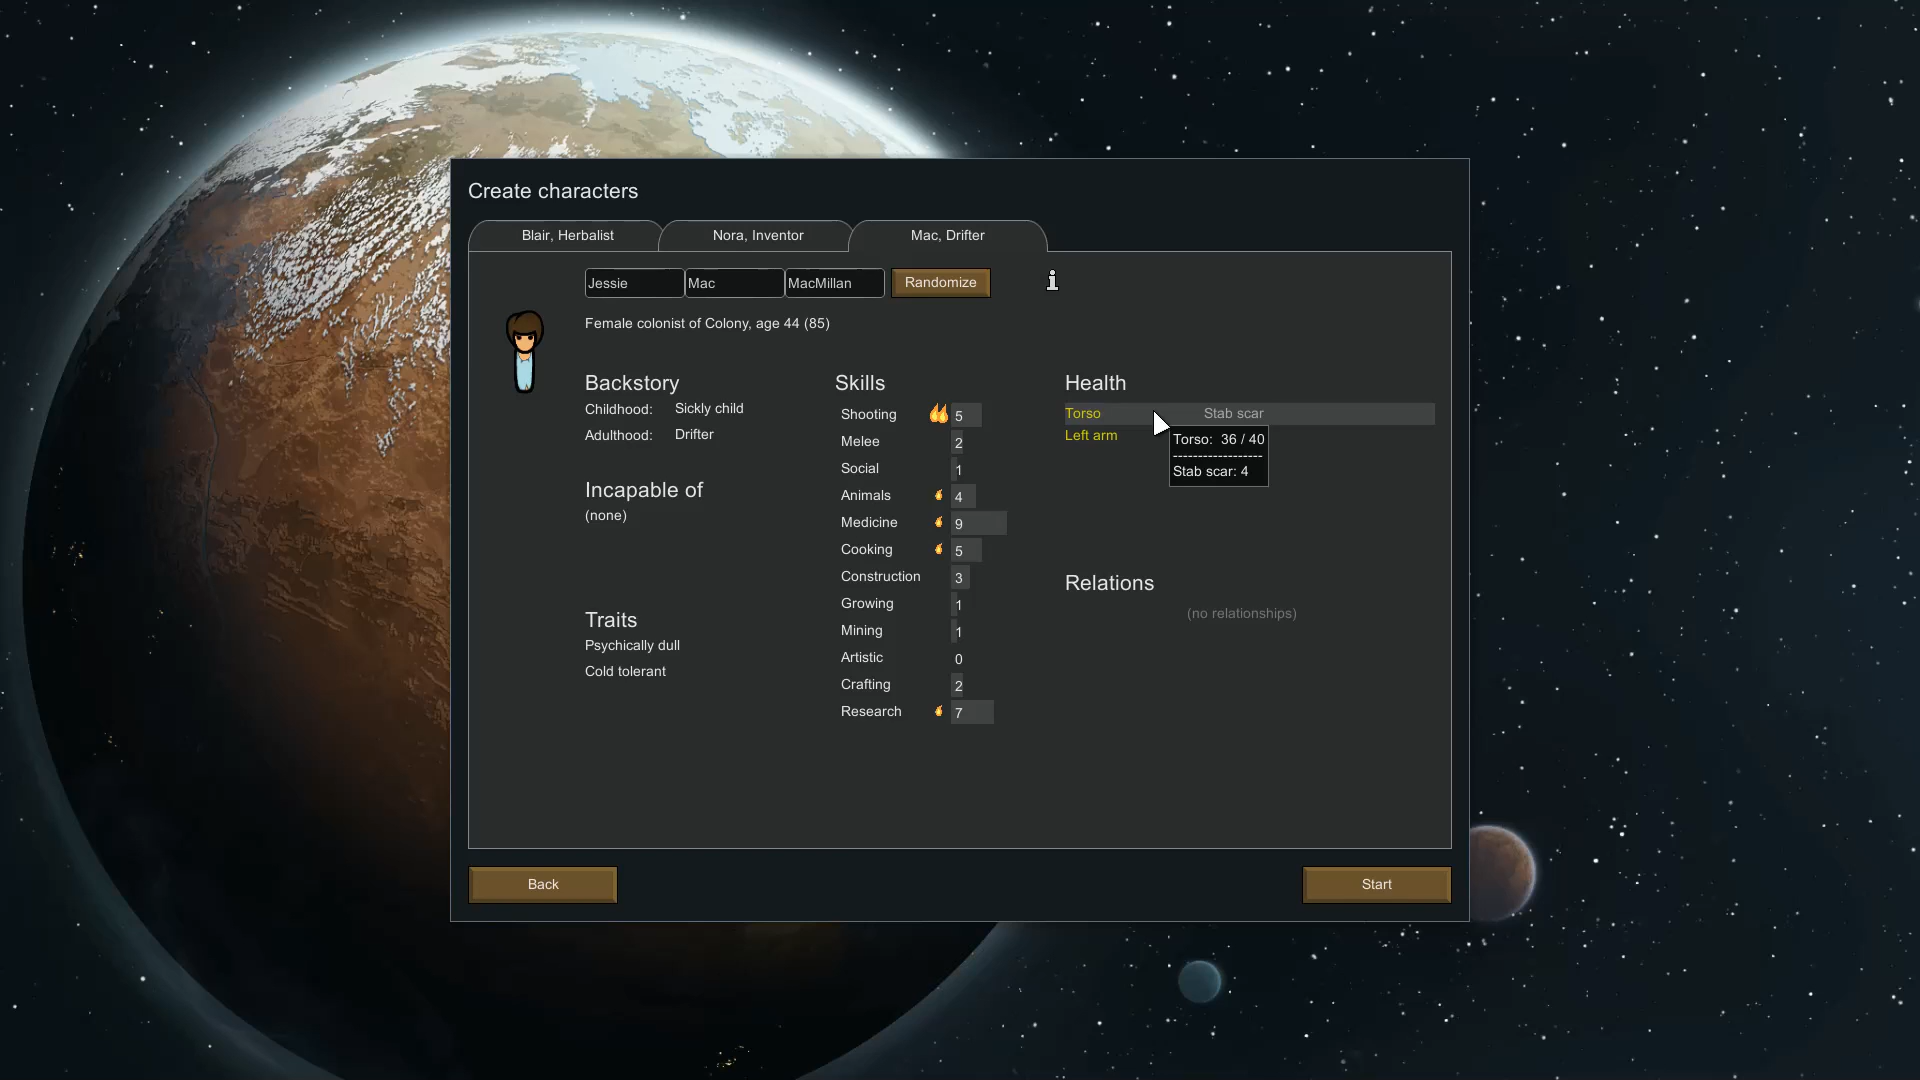 Create characters
Blair, Herbalist
Nora, Inventor
Mac, Drifter
Jessie
Mac
MacMillan
Randomize
Female colonist of Colony, age 44 (85)
Backstory
Childhood: Sickly child
Adulthood: Drifter
Incapable of
(none)
Traits
Psychically dull
Cold tolerant
Skills
Shooting 5
Melee 2
Social 1
Animals 4
Medicine 9
Cooking 5
Construction 3
Growing 1
Mining 1
Artistic 0
Crafting 2
Research 7
Health
Torso Stab scar
Left arm
Torso: 36 / 40
------------------
Stab scar: 4
Relations
(no relationships)
Back
Start